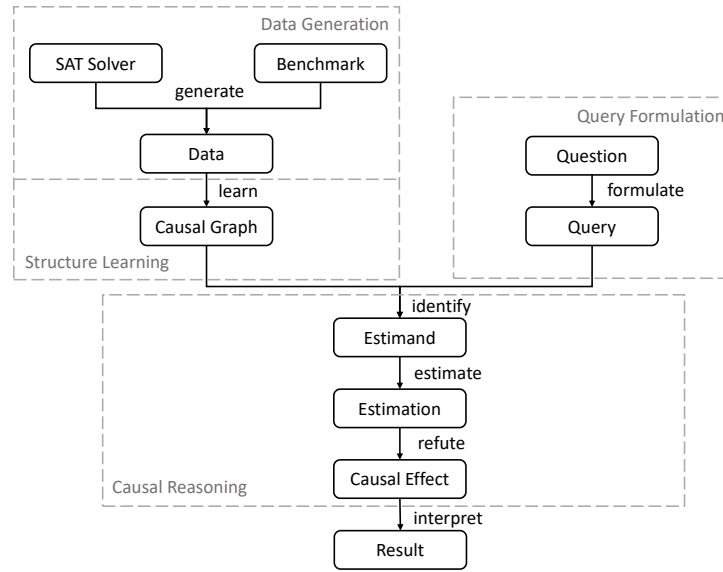 Data Generation
SAT Solver
Benchmark
generate
Data
learn
Causal Graph
Structure Learning
Query Formulation
Question
formulate
Query
identify
Estimand
estimate
Estimation
refute
Causal Effect
Causal Reasoning
interpret
Result